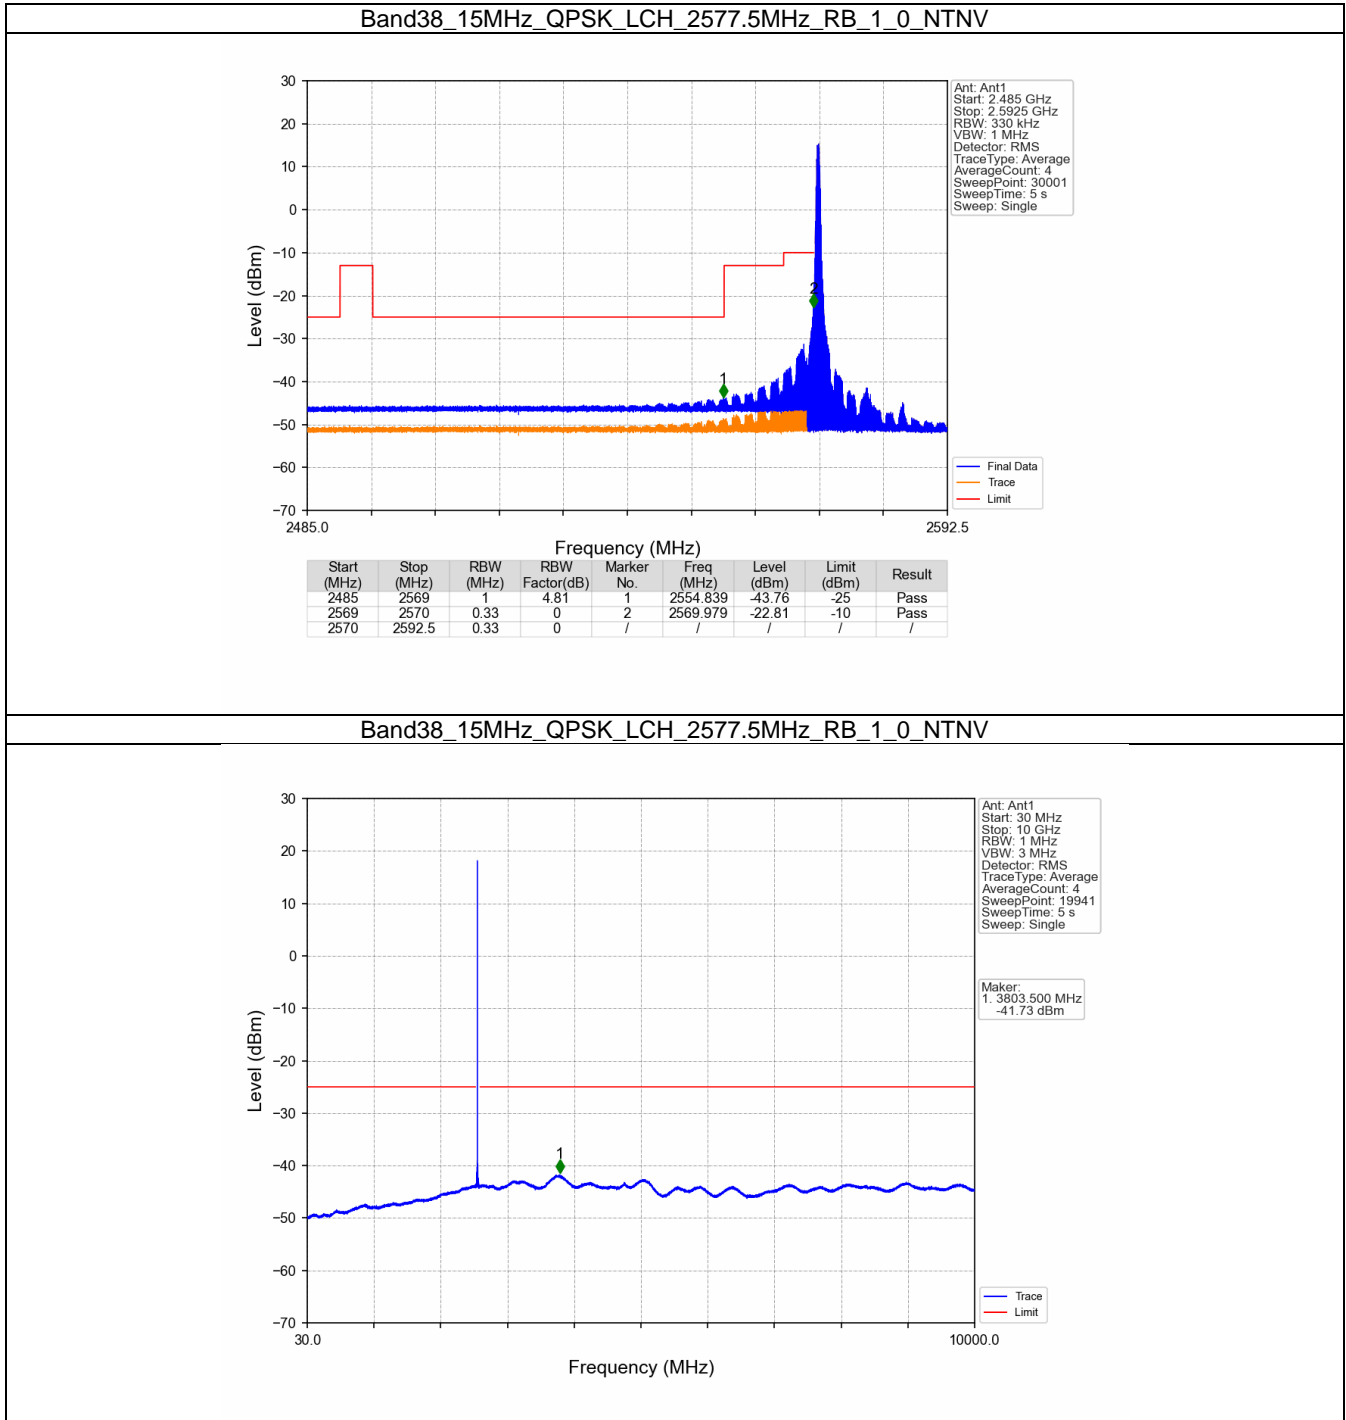 Band38_15MHz_QPSK_LCH_2577.5MHz_RB_1_0_NTNV
30
20
10
0
−10
−20
−30
−40
−50
−60
−70
Level (dBm)
1
2
2485.0
2592.5
Frequency (MHz)
Ant: Ant1
Start: 2.485 GHz
Stop: 2.5925 GHz
RBW: 330 kHz
VBW: 1 MHz
Detector: RMS
TraceType: Average
AverageCount: 4
SweepPoint: 30001
SweepTime: 5 s
Sweep: Single
Final Data
Trace
Limit
Start (MHz) Stop (MHz) RBW (MHz) RBW Factor(dB) Marker No. Freq (MHz) Level (dBm) Limit (dBm) Result
2485 2569 1 4.81 1 2554.839 -43.76 -25 Pass
2569 2570 0.33 0 2 2569.979 -22.81 -10 Pass
2570 2592.5 0.33 0 / / / / /
Band38_15MHz_QPSK_LCH_2577.5MHz_RB_1_0_NTNV
30
20
10
0
−10
−20
−30
−40
−50
−60
−70
Level (dBm)
1
30.0
10000.0
Frequency (MHz)
Ant: Ant1
Start: 30 MHz
Stop: 10 GHz
RBW: 1 MHz
VBW: 3 MHz
Detector: RMS
TraceType: Average
AverageCount: 4
SweepPoint: 19941
SweepTime: 5 s
Sweep: Single
Maker:
1. 3803.500 MHz
-41.73 dBm
Trace
Limit